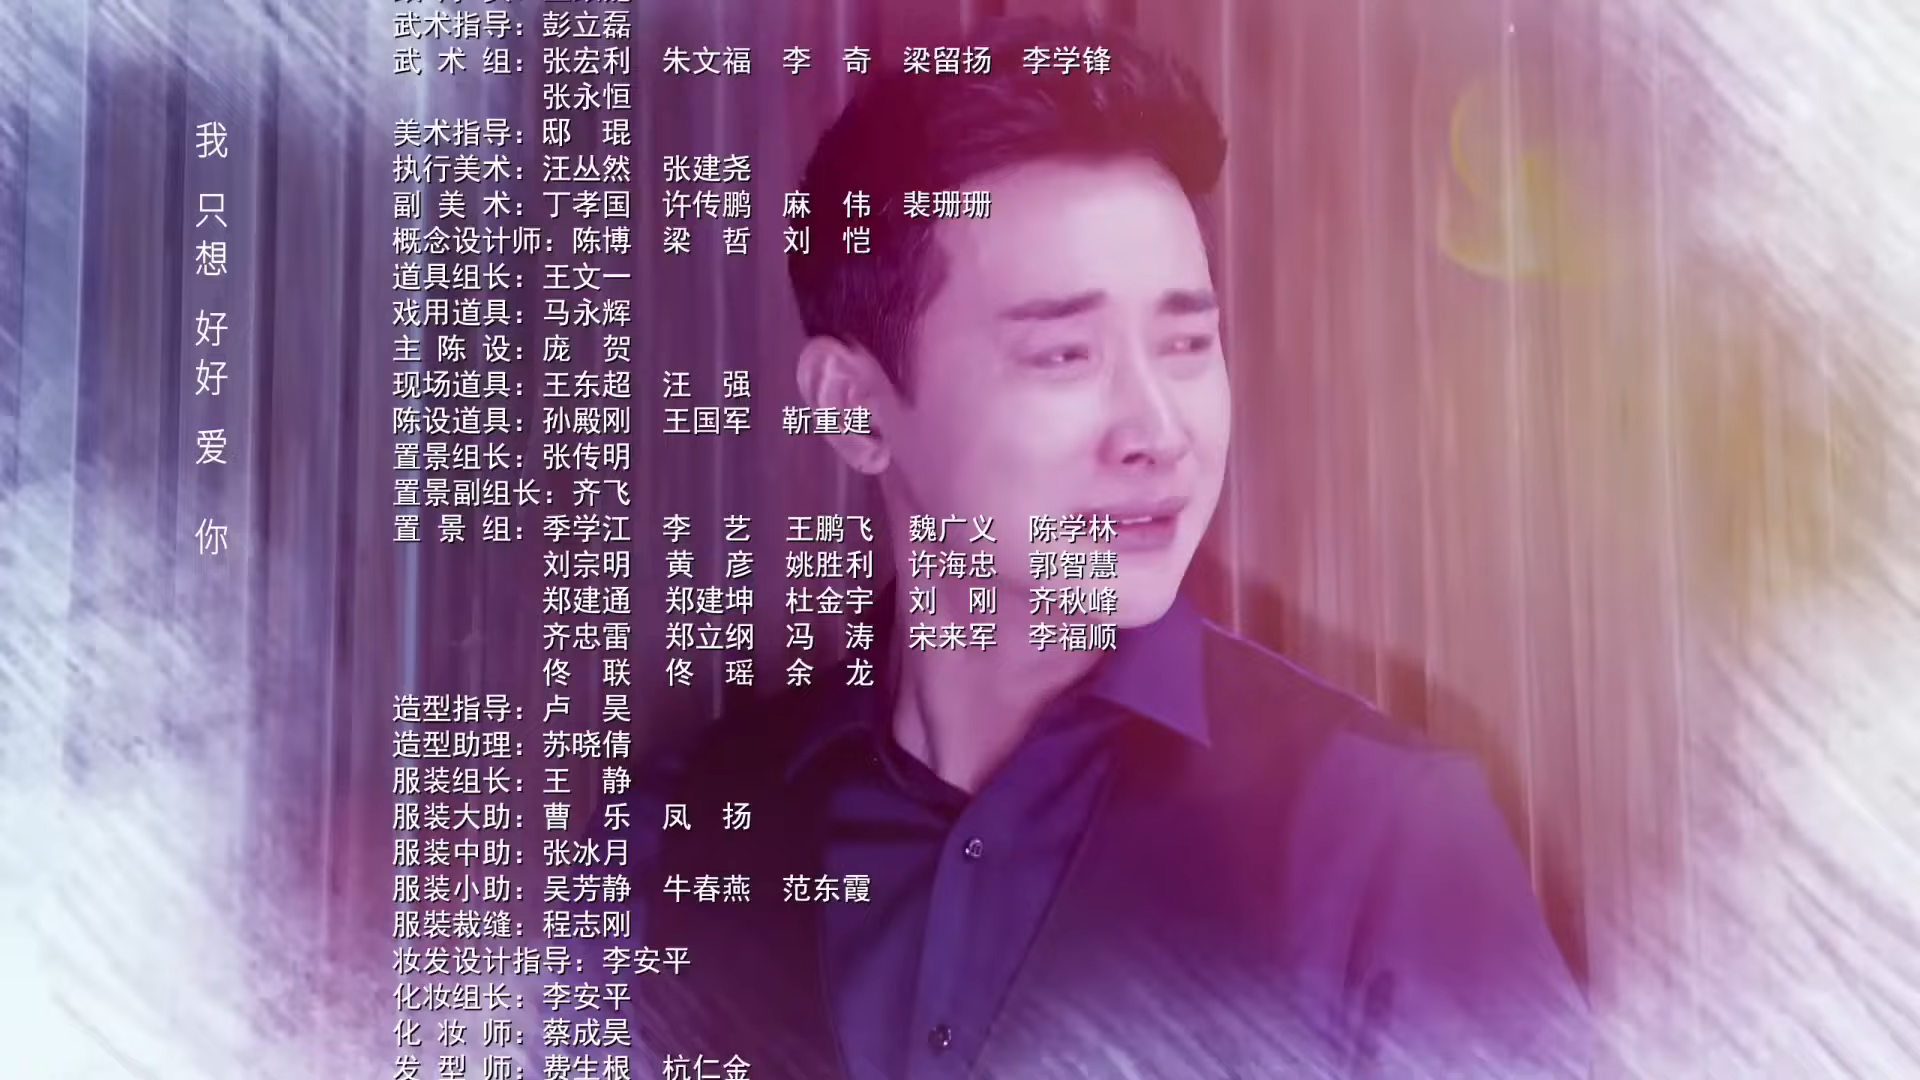 武术指导：彭立磊
武 术 组：张宏利 朱文福 李 奇 梁留扬 李学锋
张永恒
美术指导：邸 琨
执行美术：汪丛然 张建尧
副 美 术：丁孝国 许传鹏 麻 伟 裴珊珊
概念设计师：陈博 梁 哲 刘 恺
道具组长：王文一
戏用道具：马永辉
主 陈 设：庞 贺
现场道具：王东超 汪 强
陈设道具：孙殿刚 王国军 靳重建
置景组长：张传明
置景副组长：齐飞
置 景 组：季学江 李 艺 王鹏飞 魏广义 陈学林
刘宗明 黄 彦 姚胜利 许海忠 郭智慧
郑建通 郑建坤 杜金宇 刘 刚 齐秋峰
齐忠雷 郑立纲 冯 涛 宋来军 李福顺
佟 联 佟 瑶 余 龙
造型指导：卢 昊
造型助理：苏晓倩
服装组长：王 静
服装大助：曹 乐 凤 扬
服装中助：张冰月
服装小助：吴芳静 牛春燕 范东霞
服裝裁缝：程志刚
妆发设计指导：李安平
化妆组长：李安平
化 妆 师：蔡成昊
发 型 师：费生根 杭仁金
我只想好好爱你